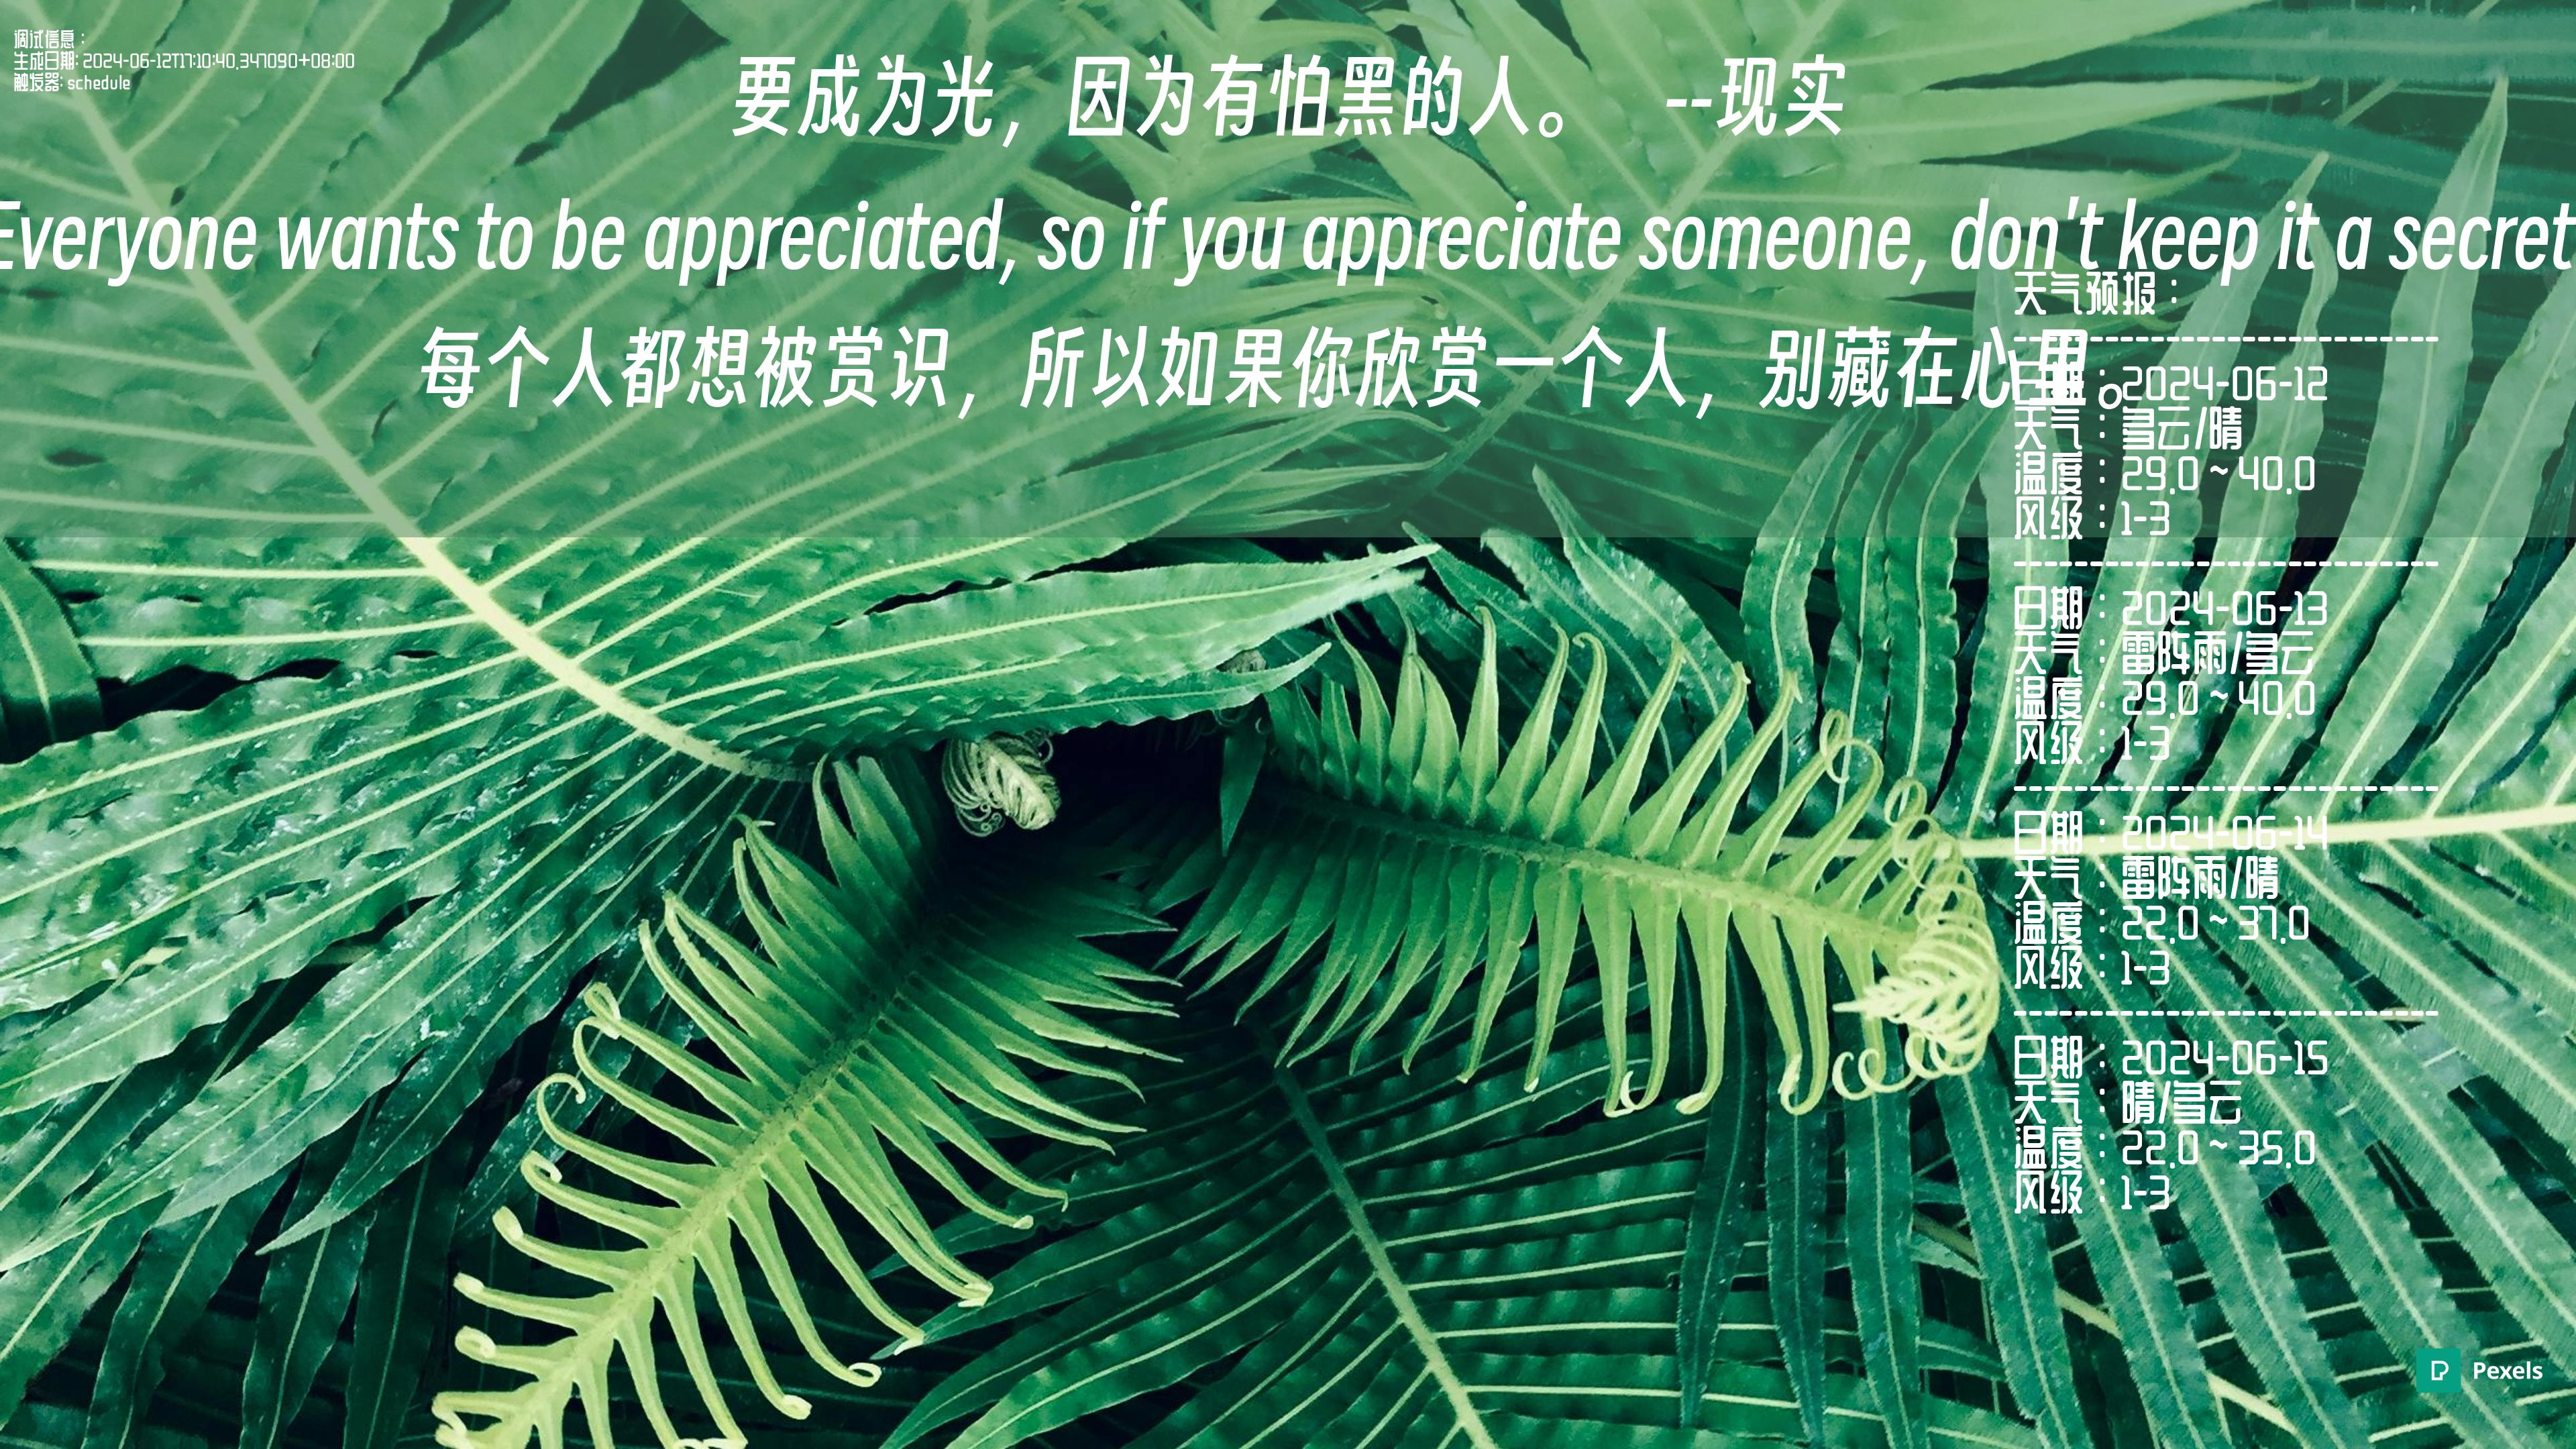 调试信息：
生成日期: 2024-06-12T17:10:40.347090+08:00
触发器: schedule
要成为光，因为有怕黑的人。 --现实
Everyone wants to be appreciated, so if you appreciate someone, don't keep it a secret
每个人都想被赏识，所以如果你欣赏一个人，别藏在心里。
天气预报：
------------------------------
日期：2024-06-12
天气：多云/晴
温度：29.0 ~ 40.0
风级：1-3
------------------------------
日期：2024-06-13
天气：雷阵雨/多云
温度：29.0 ~ 40.0
风级：1-3
------------------------------
日期：2024-06-14
天气：雷阵雨/晴
温度：22.0 ~ 37.0
风级：1-3
------------------------------
日期：2024-06-15
天气：晴/多云
温度：22.0 ~ 35.0
风级：1-3
Pexels